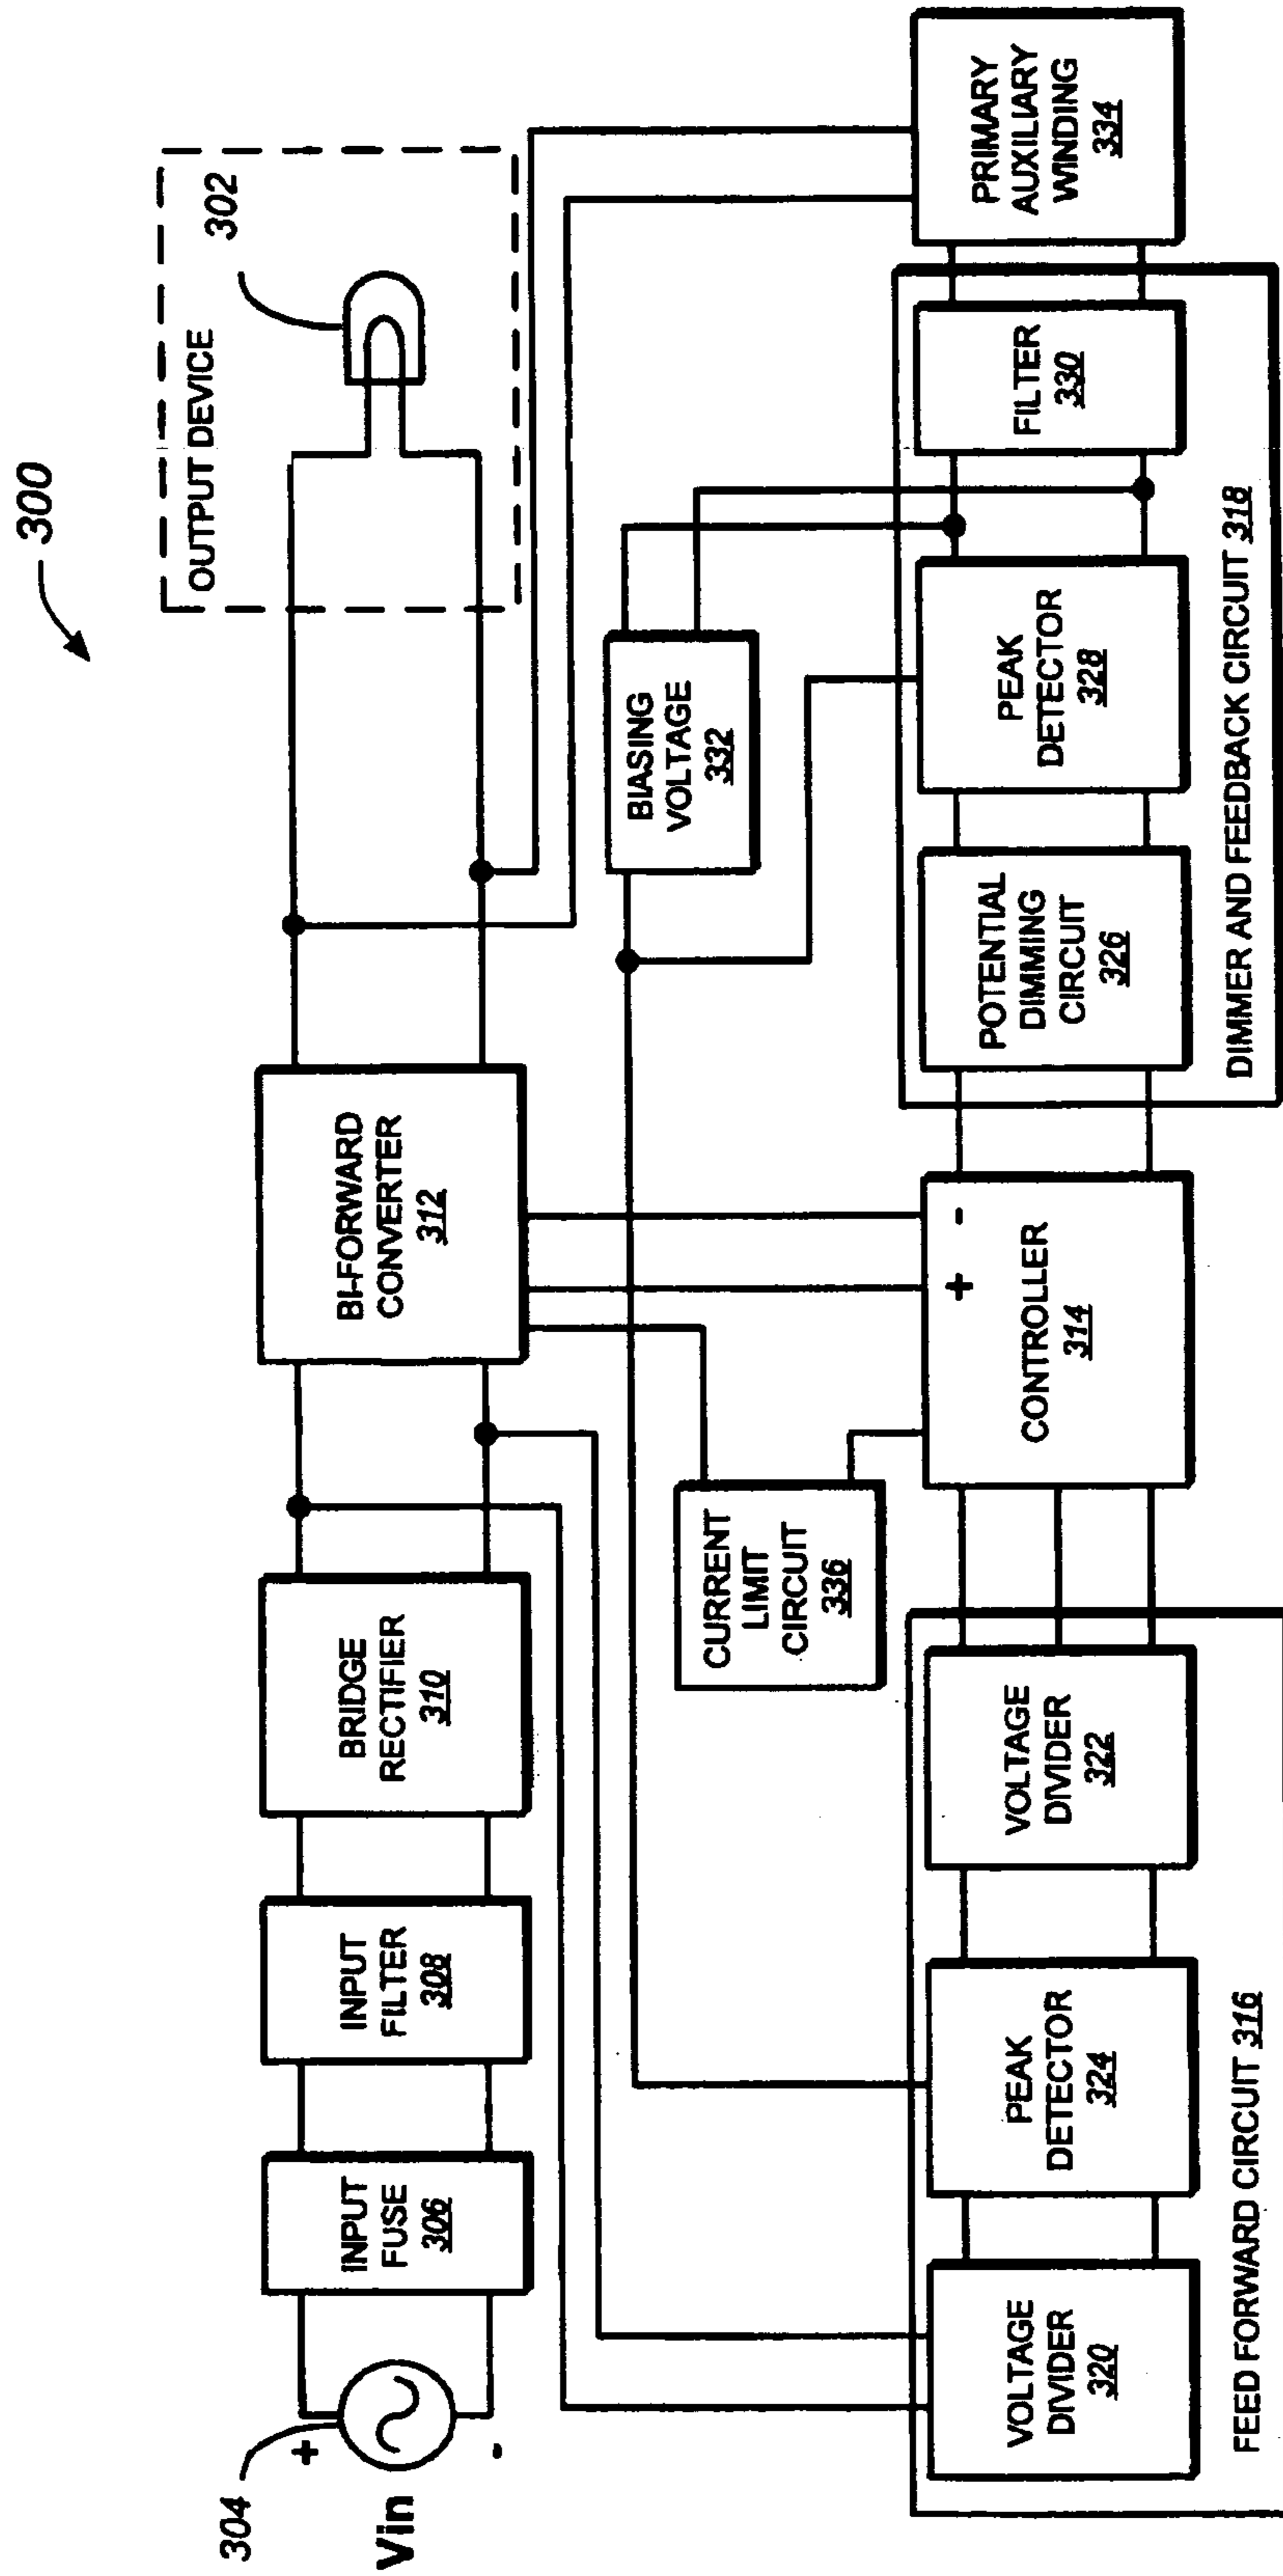 300
OUTPUT DEVICE
302
304
+
-
Vin
INPUT
FUSE
306
INPUT
FILTER
308
BRIDGE
RECTIFIER
310
BI-FORWARD
CONVERTER
312
BIASING
VOLTAGE
332
CURRENT
LIMIT
CIRCUIT
336
VOLTAGE
DIVIDER
320
PEAK
DETECTOR
324
VOLTAGE
DIVIDER
322
FEED FORWARD CIRCUIT 316
+ -
CONTROLLER
314
POTENTIAL
DIMMING
CIRCUIT
326
PEAK
DETECTOR
328
FILTER
330
DIMMER AND FEEDBACK CIRCUIT 318
PRIMARY
AUXILIARY
WINDING
334